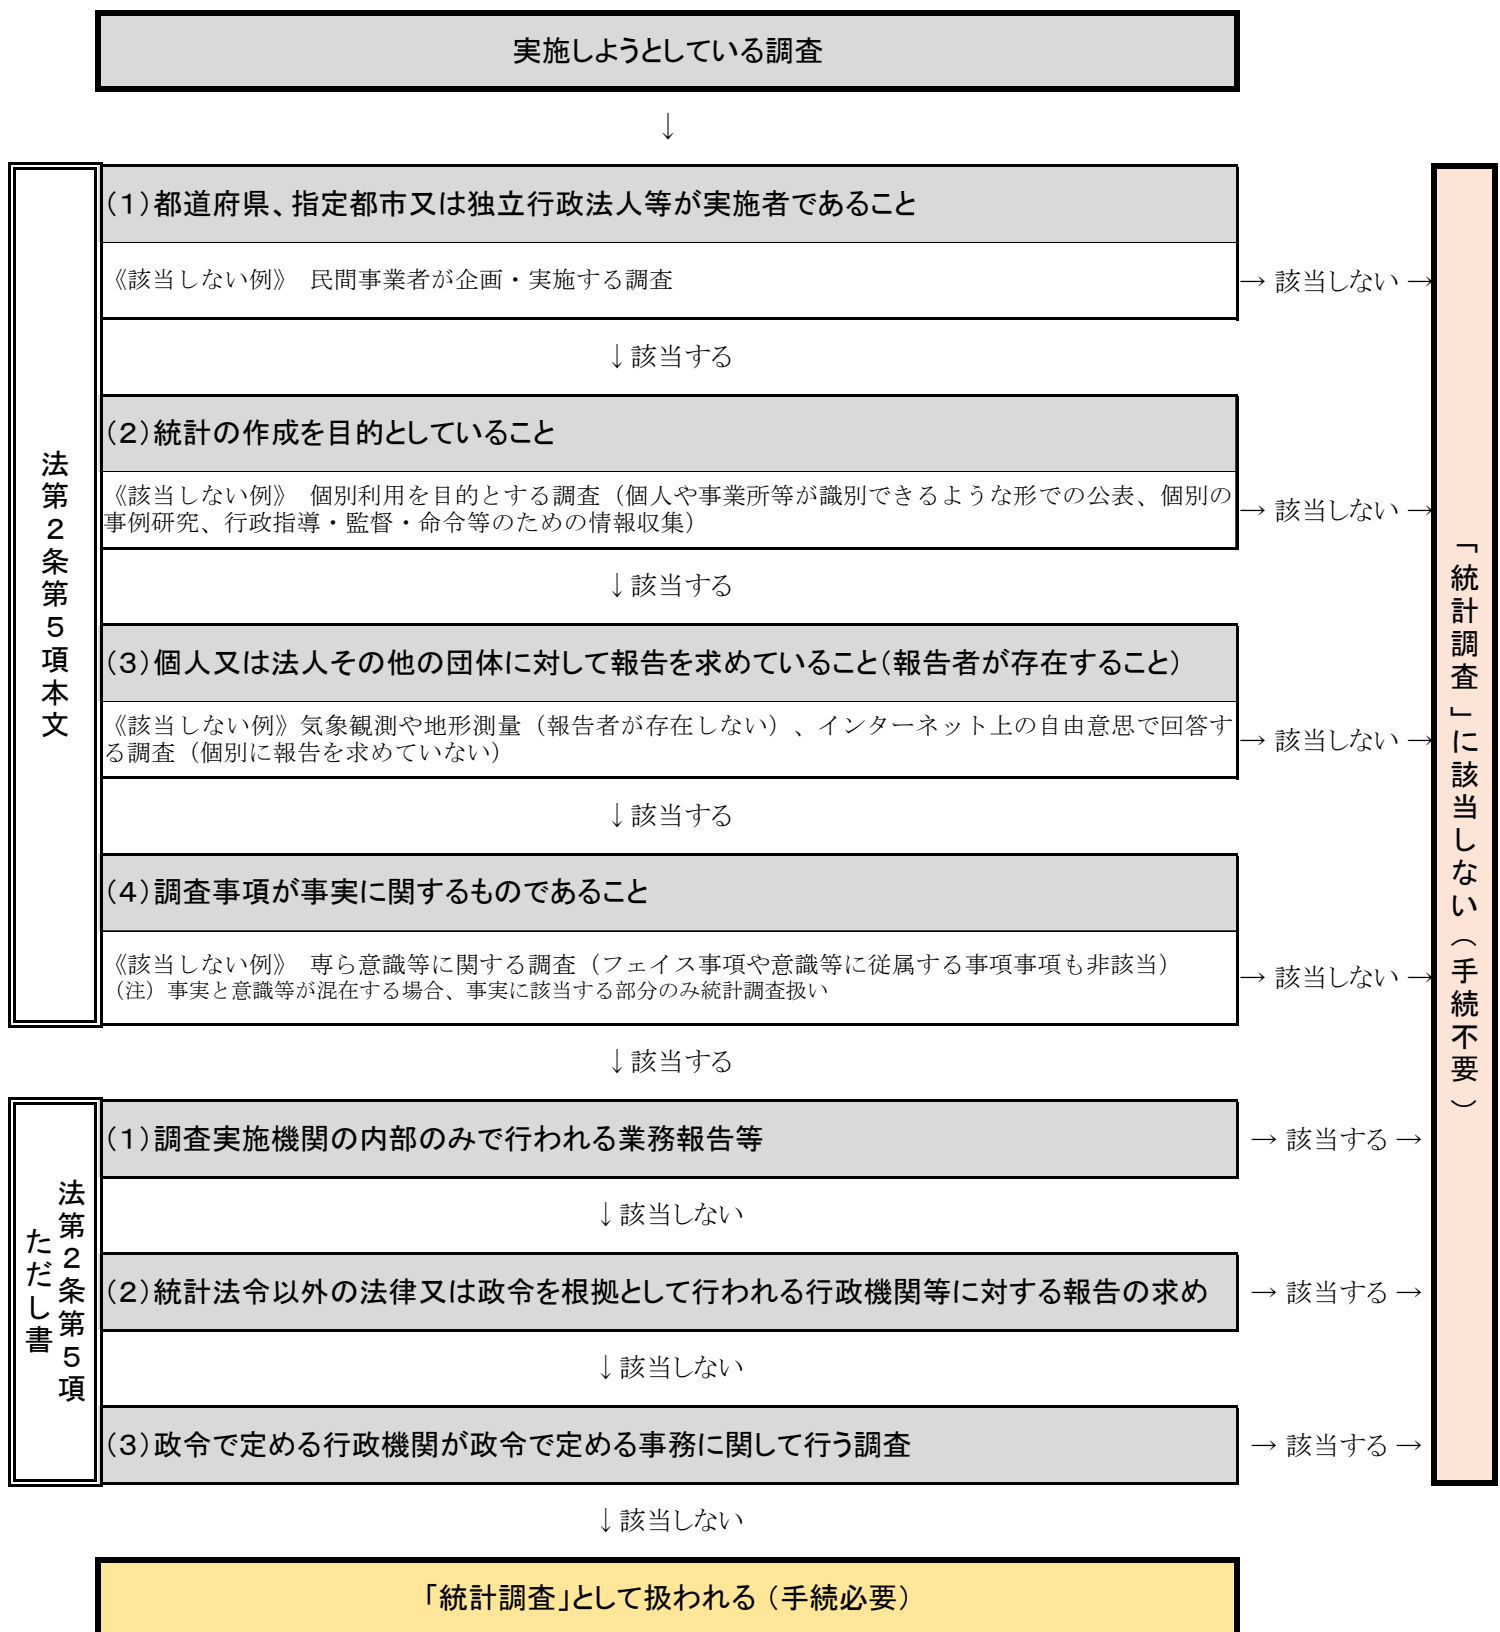 実施しようとしている調査
↓
法第2条第5項本文
(1)都道府県、指定都市又は独立行政法人等が実施者であること
《該当しない例》 民間事業者が企画・実施する調査
→ 該当しない →
↓該当する
(2)統計の作成を目的としていること
《該当しない例》 個別利用を目的とする調査（個人や事業所等が識別できるような形での公表、個別の
事例研究、行政指導・監督・命令等のための情報収集）
→ 該当しない →
↓該当する
(3)個人又は法人その他の団体に対して報告を求めていること(報告者が存在すること)
《該当しない例》気象観測や地形測量（報告者が存在しない）、インターネット上の自由意思で回答す
る調査（個別に報告を求めていない）
→ 該当しない →
↓該当する
(4)調査事項が事実に関するものであること
《該当しない例》 専ら意識等に関する調査（フェイス事項や意識等に従属する事項事項も非該当）
（注）事実と意識等が混在する場合、事実に該当する部分のみ統計調査扱い
→ 該当しない →
↓該当する
法第2条第5項
ただし書
(1)調査実施機関の内部のみで行われる業務報告等
→ 該当する →
↓該当しない
(2)統計法令以外の法律又は政令を根拠として行われる行政機関等に対する報告の求め
→ 該当する →
↓該当しない
(3)政令で定める行政機関が政令で定める事務に関して行う調査
→ 該当する →
↓該当しない
「統計調査」として扱われる（手続必要）
「統計調査」に該当しない（手続不要）